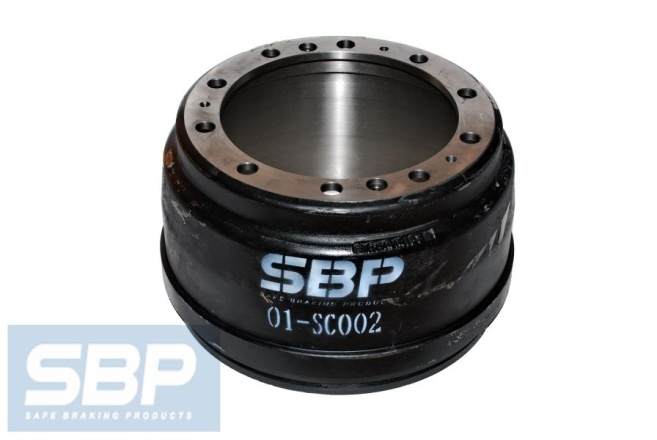 SBP
SAFE BRAKING PRODUCTS
01-SC002
SBP
SAFE BRAKING PRODUCTS